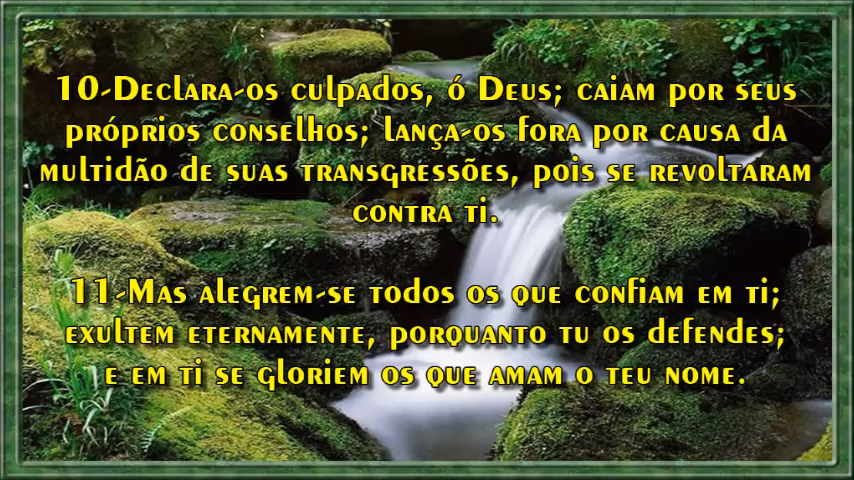 10-Declara-os culpados, ó Deus; caiam por seus
próprios conselhos; lança-os fora por causa da
multidão de suas transgressões, pois se revoltaram
contra ti.
11-Mas alegrem-se todos os que confiam em ti;
exultem eternamente, porquanto tu os defendes;
e em ti se gloriem os que amam o teu nome.